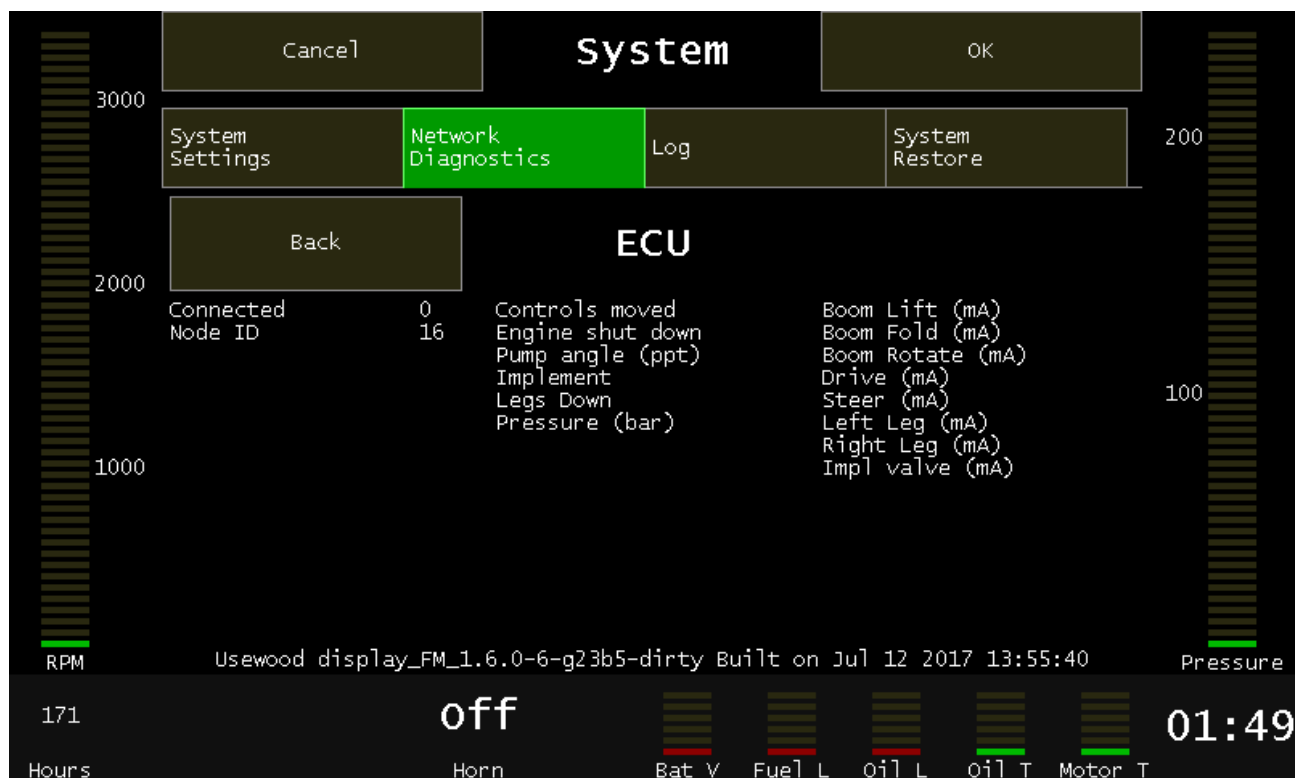 Cancel
System
OK
3000
System
Settings
Network
Diagnostics
Log
System
Restore
200
Back
ECU
2000
Connected 0
Node ID 16
Controls moved
Engine shut down
Pump angle (ppt)
Implement
Legs Down
Pressure (bar)
Boom Lift (mA)
Boom Fold (mA)
Boom Rotate (mA)
Drive (mA)
Steer (mA)
Left Leg (mA)
Right Leg (mA)
Impl valve (mA)
100
1000
RPM
Usewood display_FM_1.6.0-6-g23b5-dirty Built on Jul 12 2017 13:55:40
Pressure
171
off
01:49
Hours
Horn
Bat V
Fuel L
Oil L
Oil T
Motor T